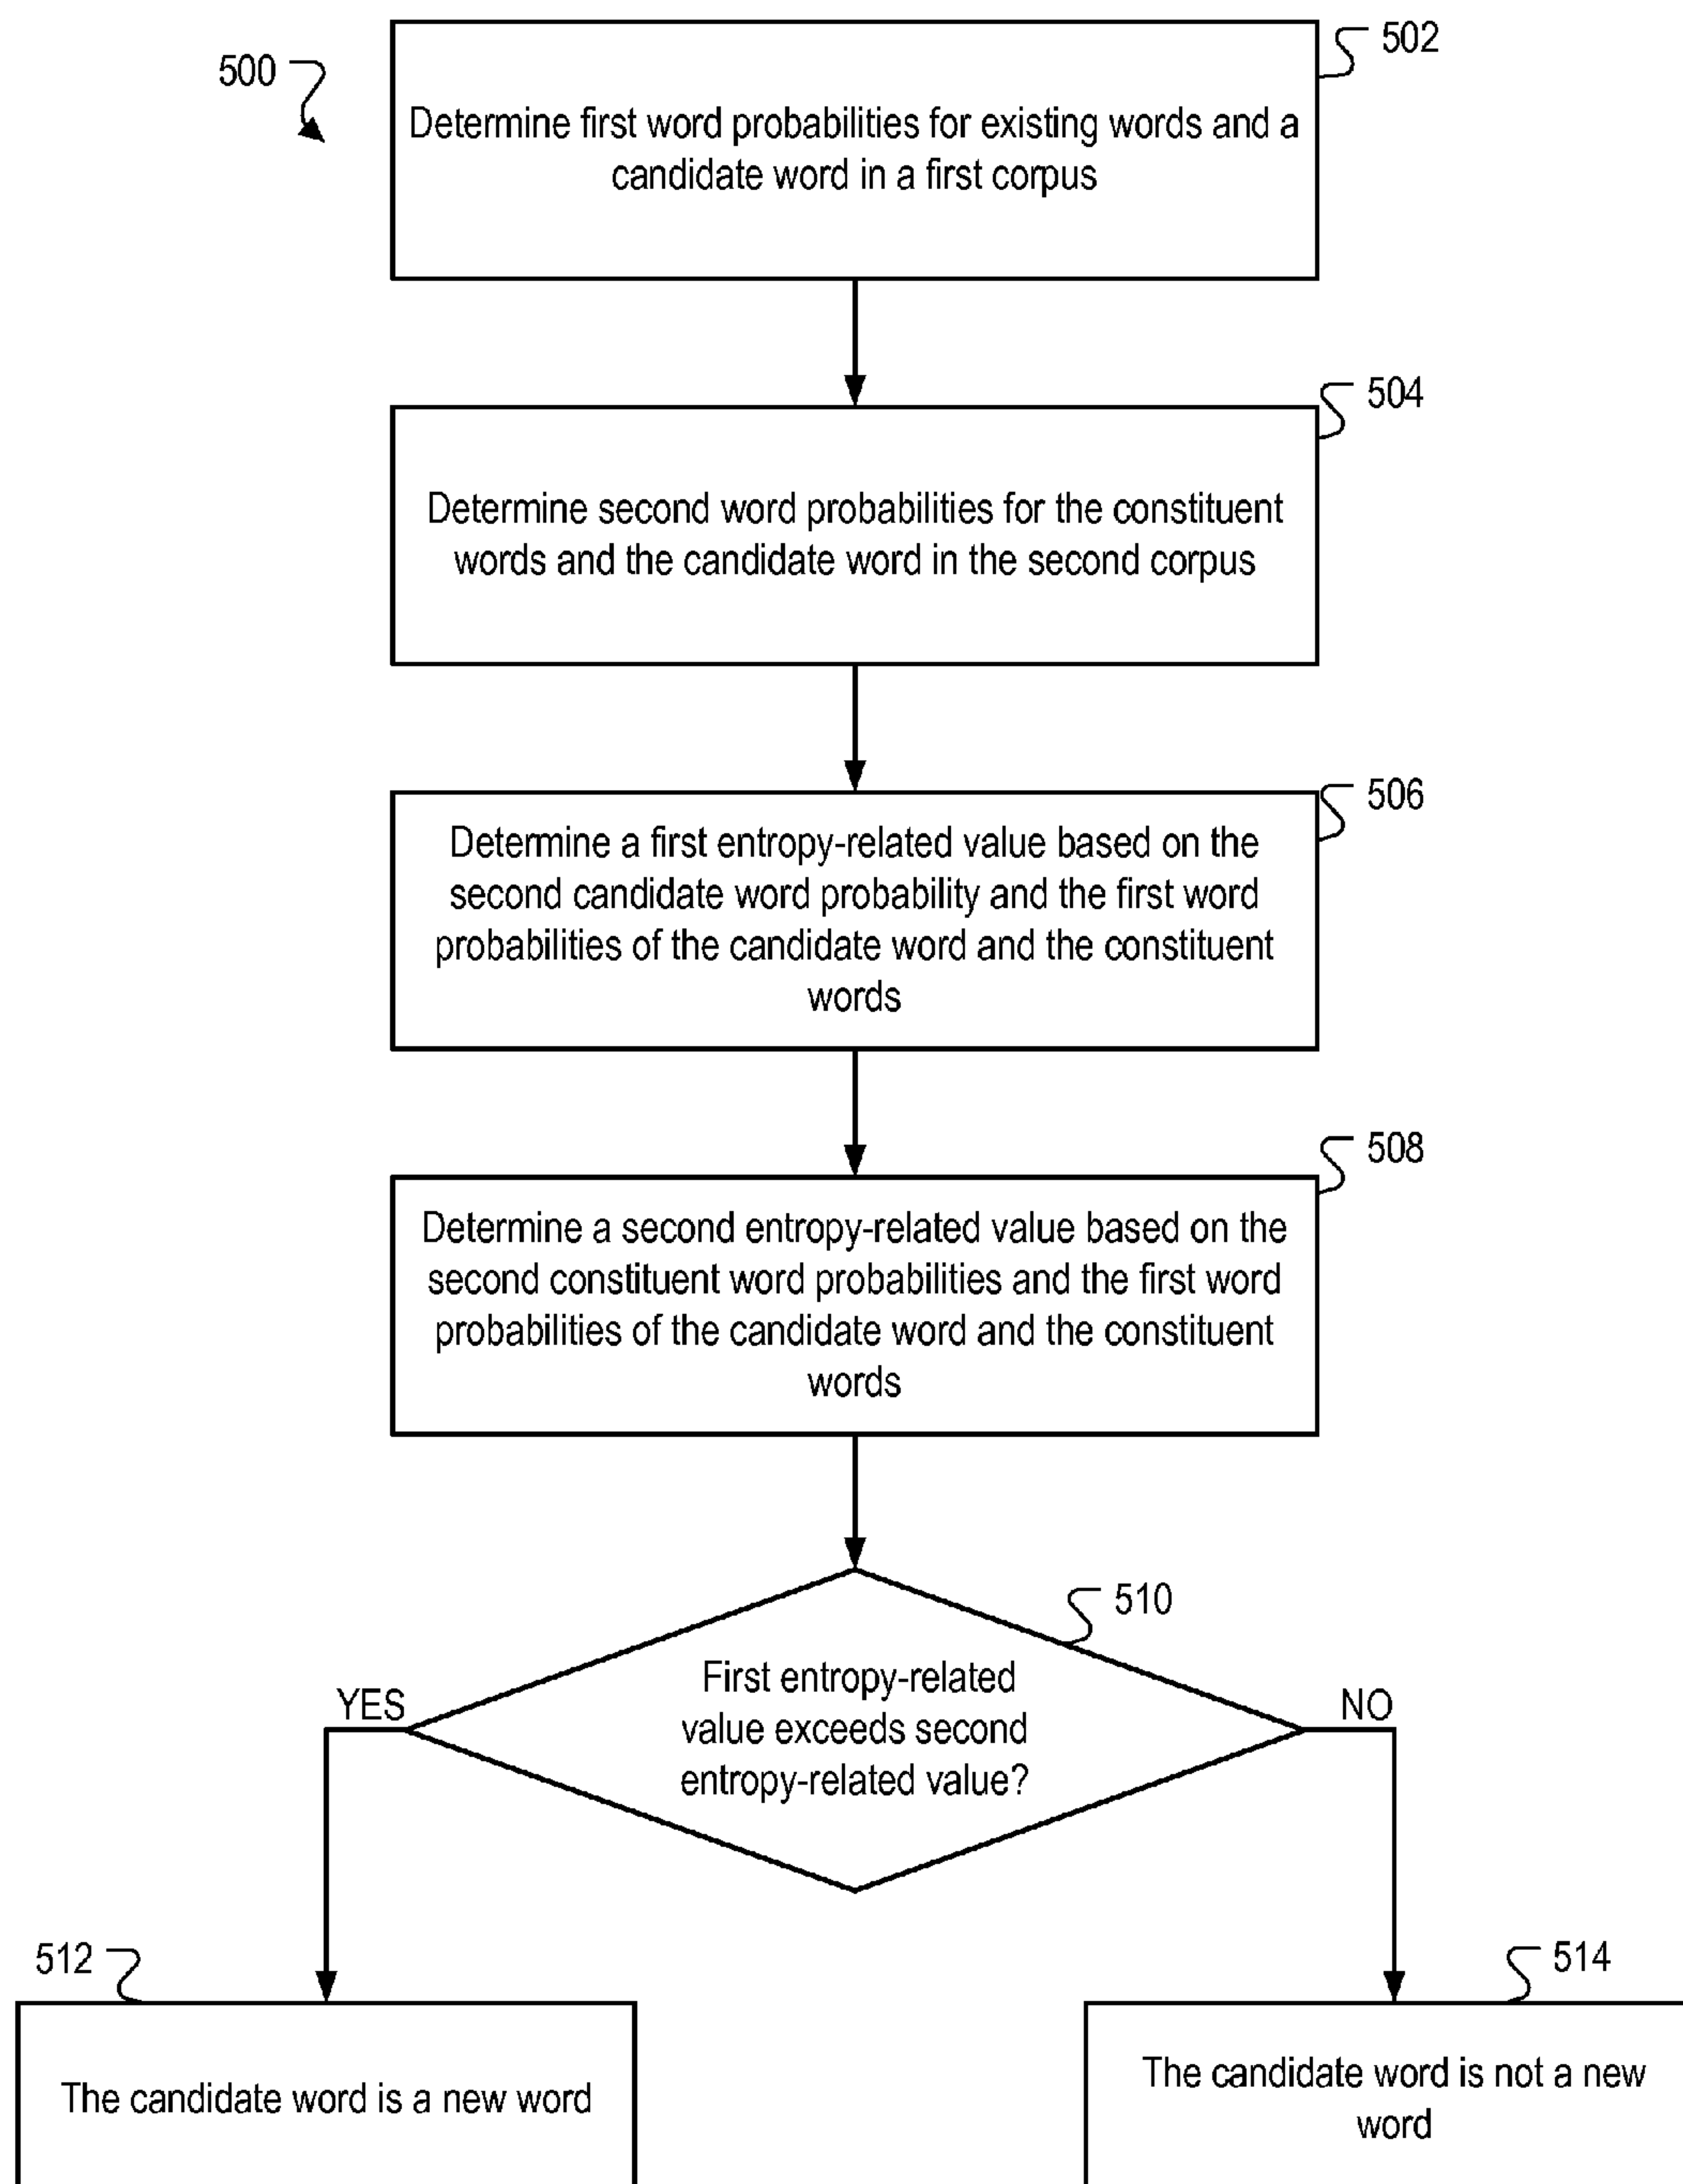 500
502
Determine first word probabilities for existing words and a
candidate word in a first corpus
504
Determine second word probabilities for the constituent
words and the candidate word in the second corpus
506
Determine a first entropy-related value based on the
second candidate word probability and the first word
probabilities of the candidate word and the constituent
words
508
Determine a second entropy-related value based on the
second constituent word probabilities and the first word
probabilities of the candidate word and the constituent
words
510
First entropy-related
value exceeds second
entropy-related value?
YES
NO
512
The candidate word is a new word
514
The candidate word is not a new
word